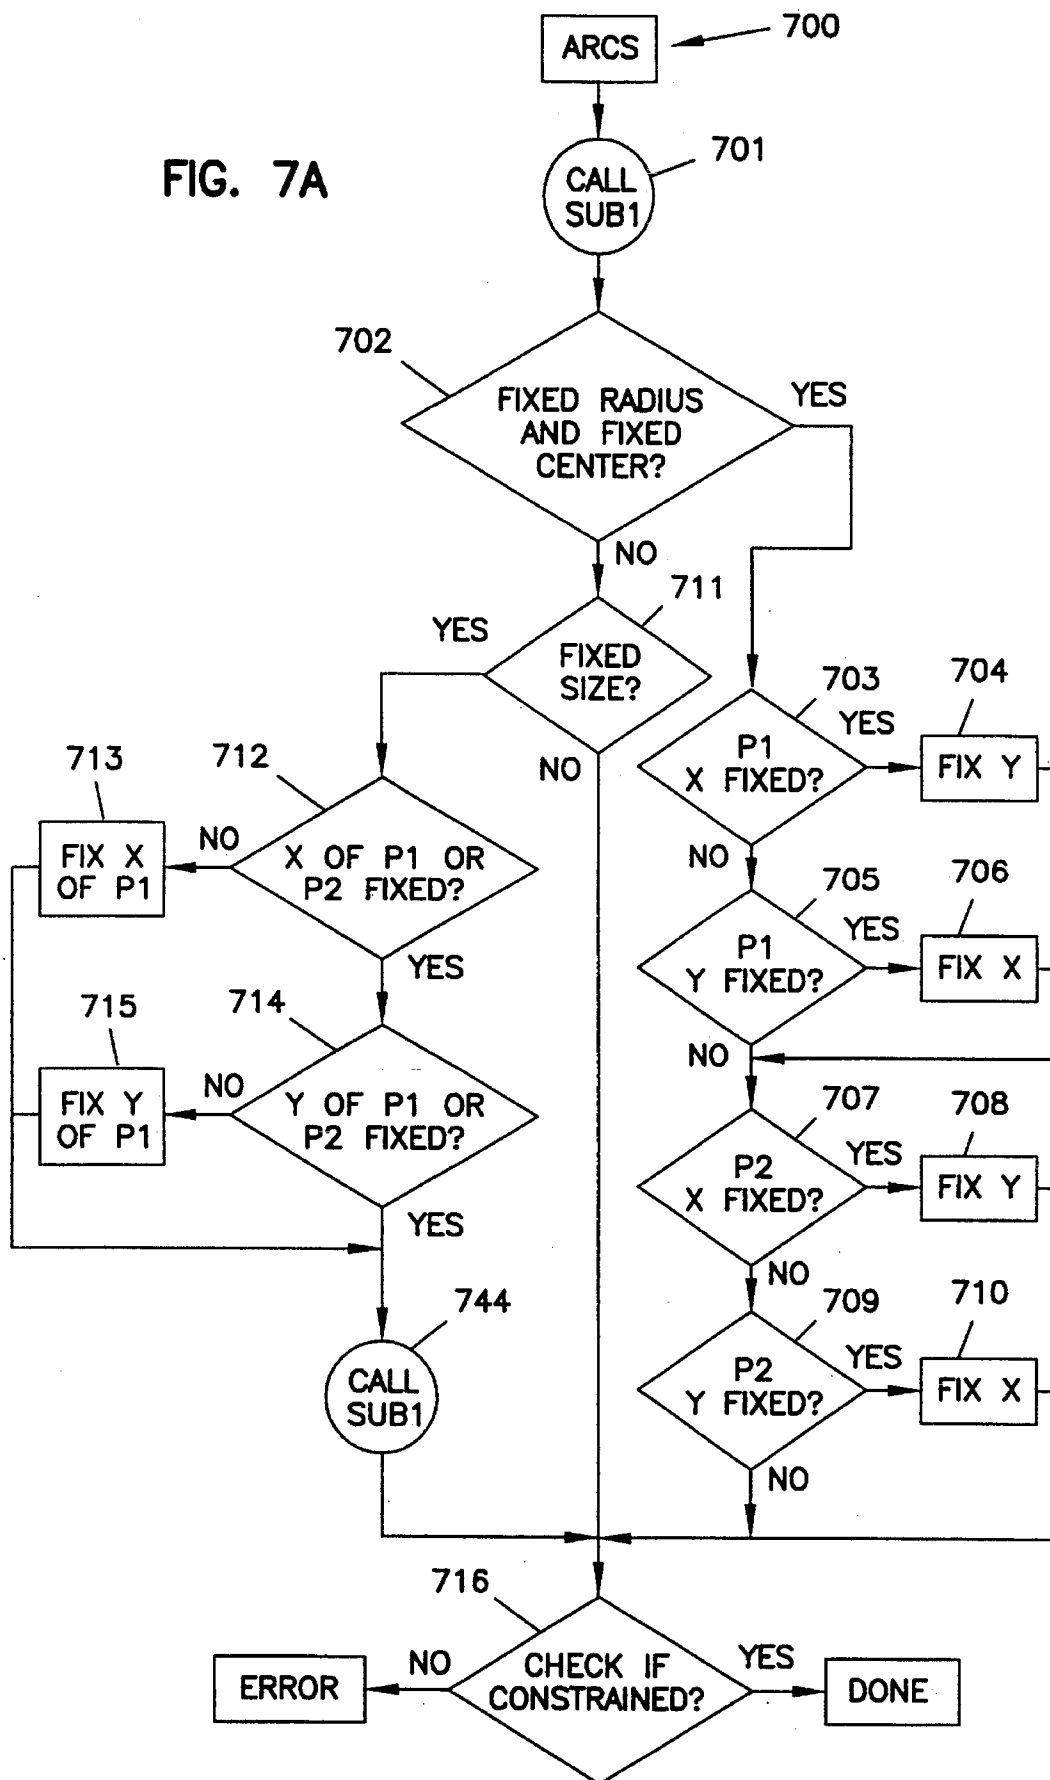 700
ARCS
FIG. 7A
701
CALL
SUB1
702
FIXED RADIUS
AND FIXED
CENTER?
YES
NO
711
YES
FIXED
SIZE?
NO
703
P1
X FIXED?
YES
704
FIX Y
NO
713
FIX X
OF P1
712
NO
X OF P1 OR
P2 FIXED?
YES
705
P1
Y FIXED?
YES
706
FIX X
NO
715
FIX Y
OF P1
714
NO
Y OF P1 OR
P2 FIXED?
YES
707
P2
X FIXED?
YES
708
FIX Y
NO
744
CALL
SUB1
709
P2
Y FIXED?
YES
710
FIX X
NO
716
CHECK IF
CONSTRAINED?
NO
ERROR
YES
DONE